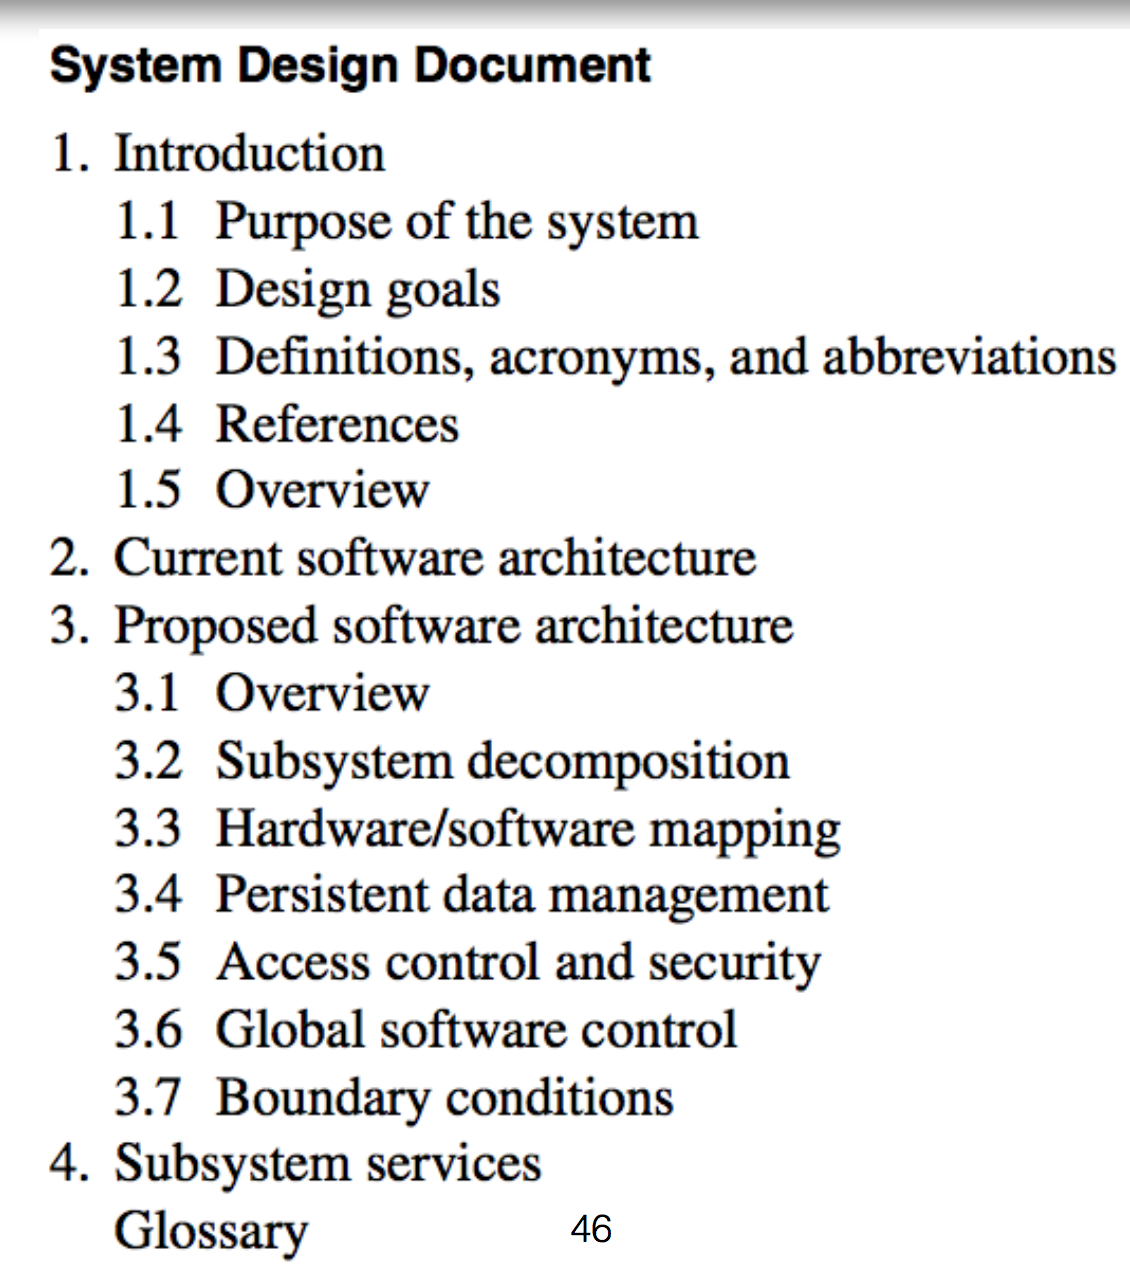 System Design Document
1. Introduction
1.1 Purpose of the system
1.2 Design goals
1.3 Definitions, acronyms, and abbreviations
1.4 References
1.5 Overview
2. Current software architecture
3. Proposed software architecture
3.1 Overview
3.2 Subsystem decomposition
3.3 Hardware/software mapping
3.4 Persistent data management
3.5 Access control and security
3.6 Global software control
3.7 Boundary conditions
4. Subsystem services
Glossary
46